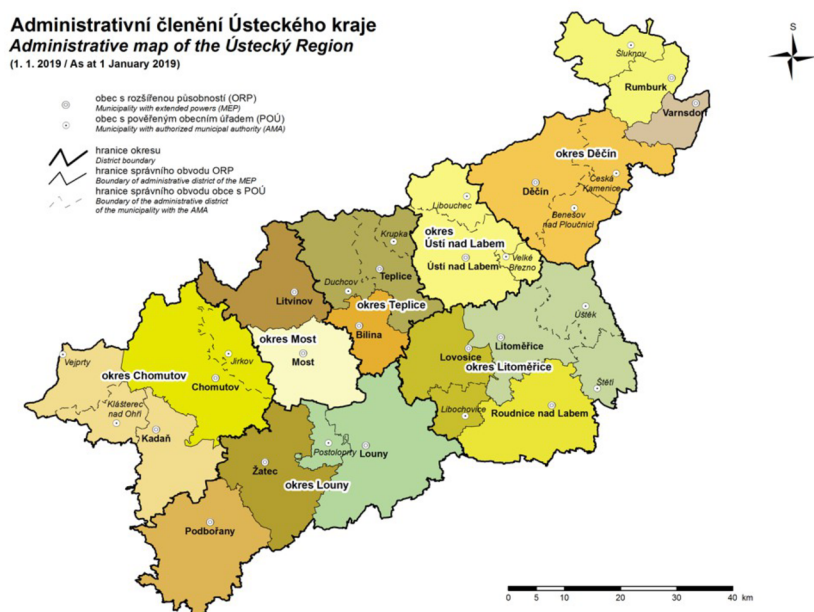 Administrativní členění Ústeckého kraje
Administrative map of the Ústecký Region
(1. 1. 2019 / As at 1 January 2019)
S
obec s rozšířenou působností (ORP)
Municipality with extended powers (MEP)
obec s pověřeným obecním úřadem (POÚ)
Municipality with authorized municipal authority (AMA)
hranice okresu
District boundary
hranice správního obvodu ORP
Boundary of administrative district of the MEP
hranice správního obvodu obce s POÚ
Boundary of the administrative district
of the municipality with the AMA
Šluknov
Rumburk
Varnsdorf
okres Děčín
Česká
Kamenice
Děčín
Benešov
nad Ploučnicí
Libouchec
okres
Ústí nad Labem
Ústí nad Labem
Velké
Březno
Krupka
Teplice
Duchcov
okres Teplice
Bílina
Litvínov
okres Most
Most
Úštěk
Litoměřice
Lovosice
okres Litoměřice
Štětí
Libochovice
Roudnice nad Labem
Vejprty
Jirkov
okres Chomutov
Chomutov
Klášterec
nad Ohří
Kadaň
Postoloprty
Louny
Žatec
okres Louny
Podbořany
0 10 20 30 40 km